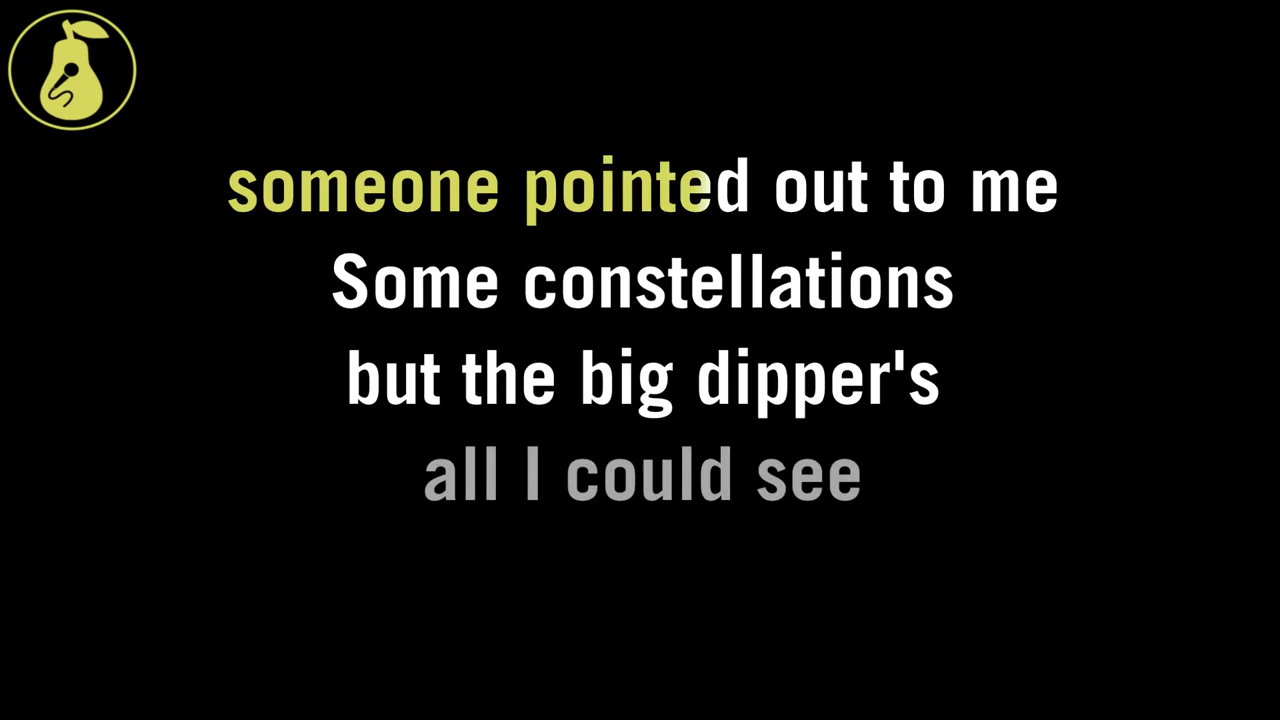 someone pointed out to me
Some constellations
but the big dipper's
all I could see